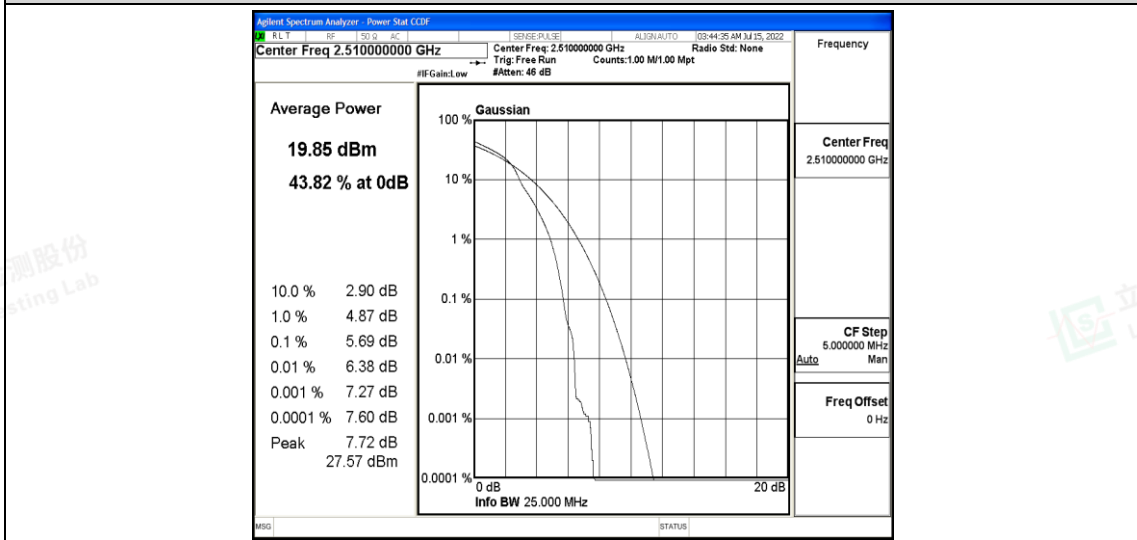 Agilent Spectrum Analyzer - Power Stat CCDF
LXI RLT RF 50 Ω AC SENSE:PULSE ALIGNAUTO 03:44:35 AM Jul 15, 2022
Center Freq 2.510000000 GHz
Center Freq: 2.510000000 GHz Radio Std: None
Trig: Free Run Counts:1.00 M/1.00 Mpt
#IFGain:Low #Atten: 46 dB
Frequency
Average Power
19.85 dBm
43.82 % at 0dB
10.0 % 2.90 dB
1.0 % 4.87 dB
0.1 % 5.69 dB
0.01 % 6.38 dB
0.001 % 7.27 dB
0.0001 % 7.60 dB
Peak 7.72 dB
27.57 dBm
Gaussian
100 %
10 %
1 %
0.1 %
0.01 %
0.001 %
0.0001 %
0 dB 20 dB
Info BW 25.000 MHz
Center Freq
2.510000000 GHz
CF Step
5.000000 MHz
Auto Man
Freq Offset
0 Hz
MSG STATUS
测股份
sting Lab
立